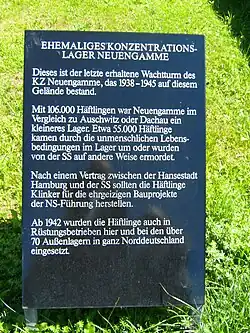 EHEMALIGES KONZENTRATIONS-
LAGER NEUENGAMME
Dieses ist der letzte erhaltene Wachtturm des
KZ Neuengamme, das 1938–1945 auf diesem
Gelände bestand.
Mit 106.000 Häftlingen war Neuengamme im
Vergleich zu Auschwitz oder Dachau ein
kleineres Lager. Etwa 55.000 Häftlinge
kamen durch die unmenschlichen Lebens-
bedingungen im Lager um oder wurden
von der SS auf andere Weise ermordet.
Nach einem Vertrag zwischen der Hansestadt
Hamburg und der SS sollten die Häftlinge
Klinker für die ehrgeizigen Bauprojekte
der NS-Führung herstellen.
Ab 1942 wurden die Häftlinge auch in
Rüstungsbetrieben hier und bei den über
70 Außenlagern in ganz Norddeutschland
eingesetzt.